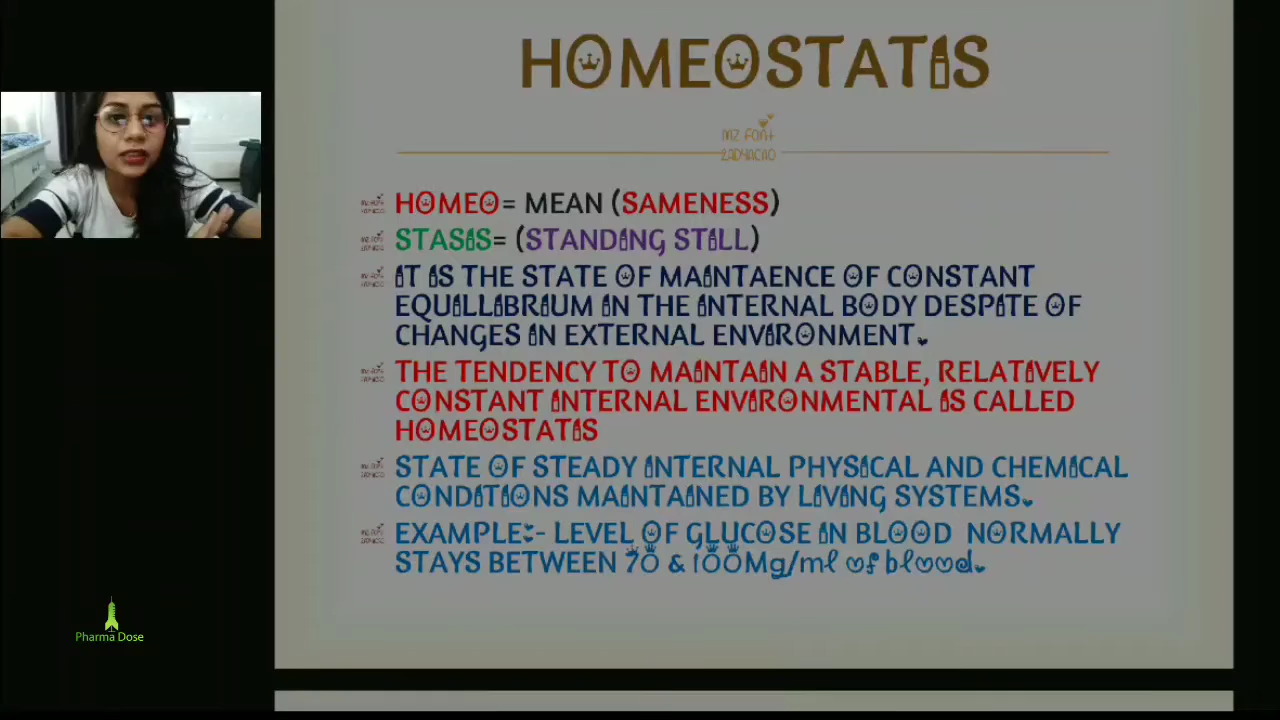 HOMEOSTATIS
Mz font
LADYACAO
HOMEO= MEAN (SAMENESS)
STASIS= (STANDING STILL)
IT IS THE STATE OF MAINTAENCE OF CONSTANT
EQUILLIBRIUM IN THE INTERNAL BODY DESPITE OF
CHANGES IN EXTERNAL ENVIRONMENT.
THE TENDENCY TO MAINTAIN A STABLE, RELATIVELY
CONSTANT INTERNAL ENVIRONMENTAL IS CALLED
HOMEOSTATIS
STATE OF STEADY INTERNAL PHYSICAL AND CHEMICAL
CONDITIONS MAINTAINED BY LIVING SYSTEMS.
EXAMPLE:- LEVEL OF GLUCOSE IN BLOOD NORMALLY
STAYS BETWEEN 70 & 100Mg/ml of blood.
Pharma Dose